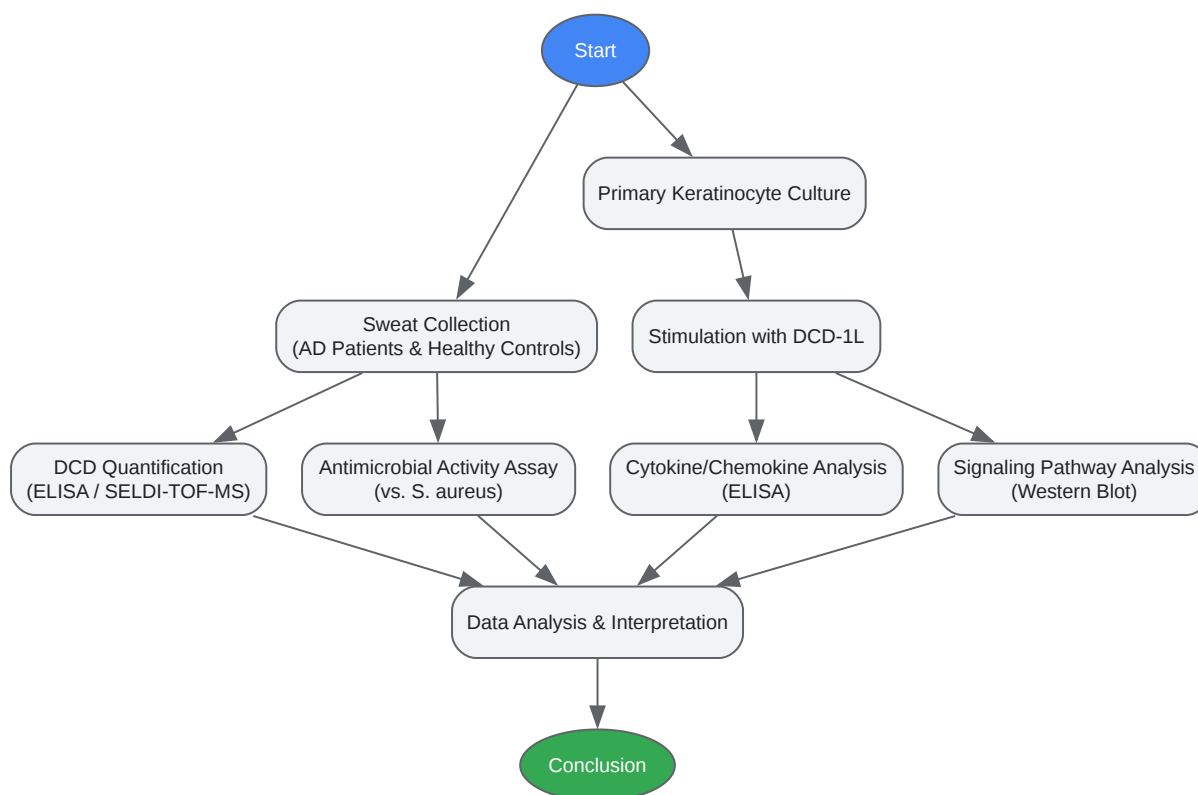 Start
Primary Keratinocyte Culture
Sweat Collection
(AD Patients & Healthy Controls)
Stimulation with DCD-1L
DCD Quantification
(ELISA / SELDI-TOF-MS)
Antimicrobial Activity Assay
(vs. S. aureus)
Cytokine/Chemokine Analysis
(ELISA)
Signaling Pathway Analysis
(Western Blot)
Data Analysis & Interpretation
Conclusion